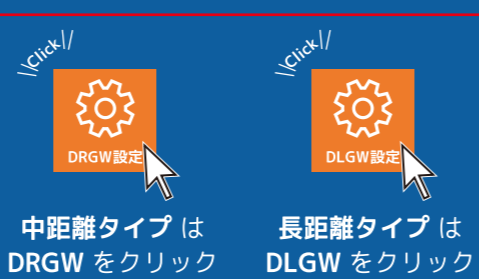 \\Click//
\\Click//
DRGW設定
DLGW設定
中距離タイプ は
DRGW をクリック
長距離タイプ は
DLGW をクリック